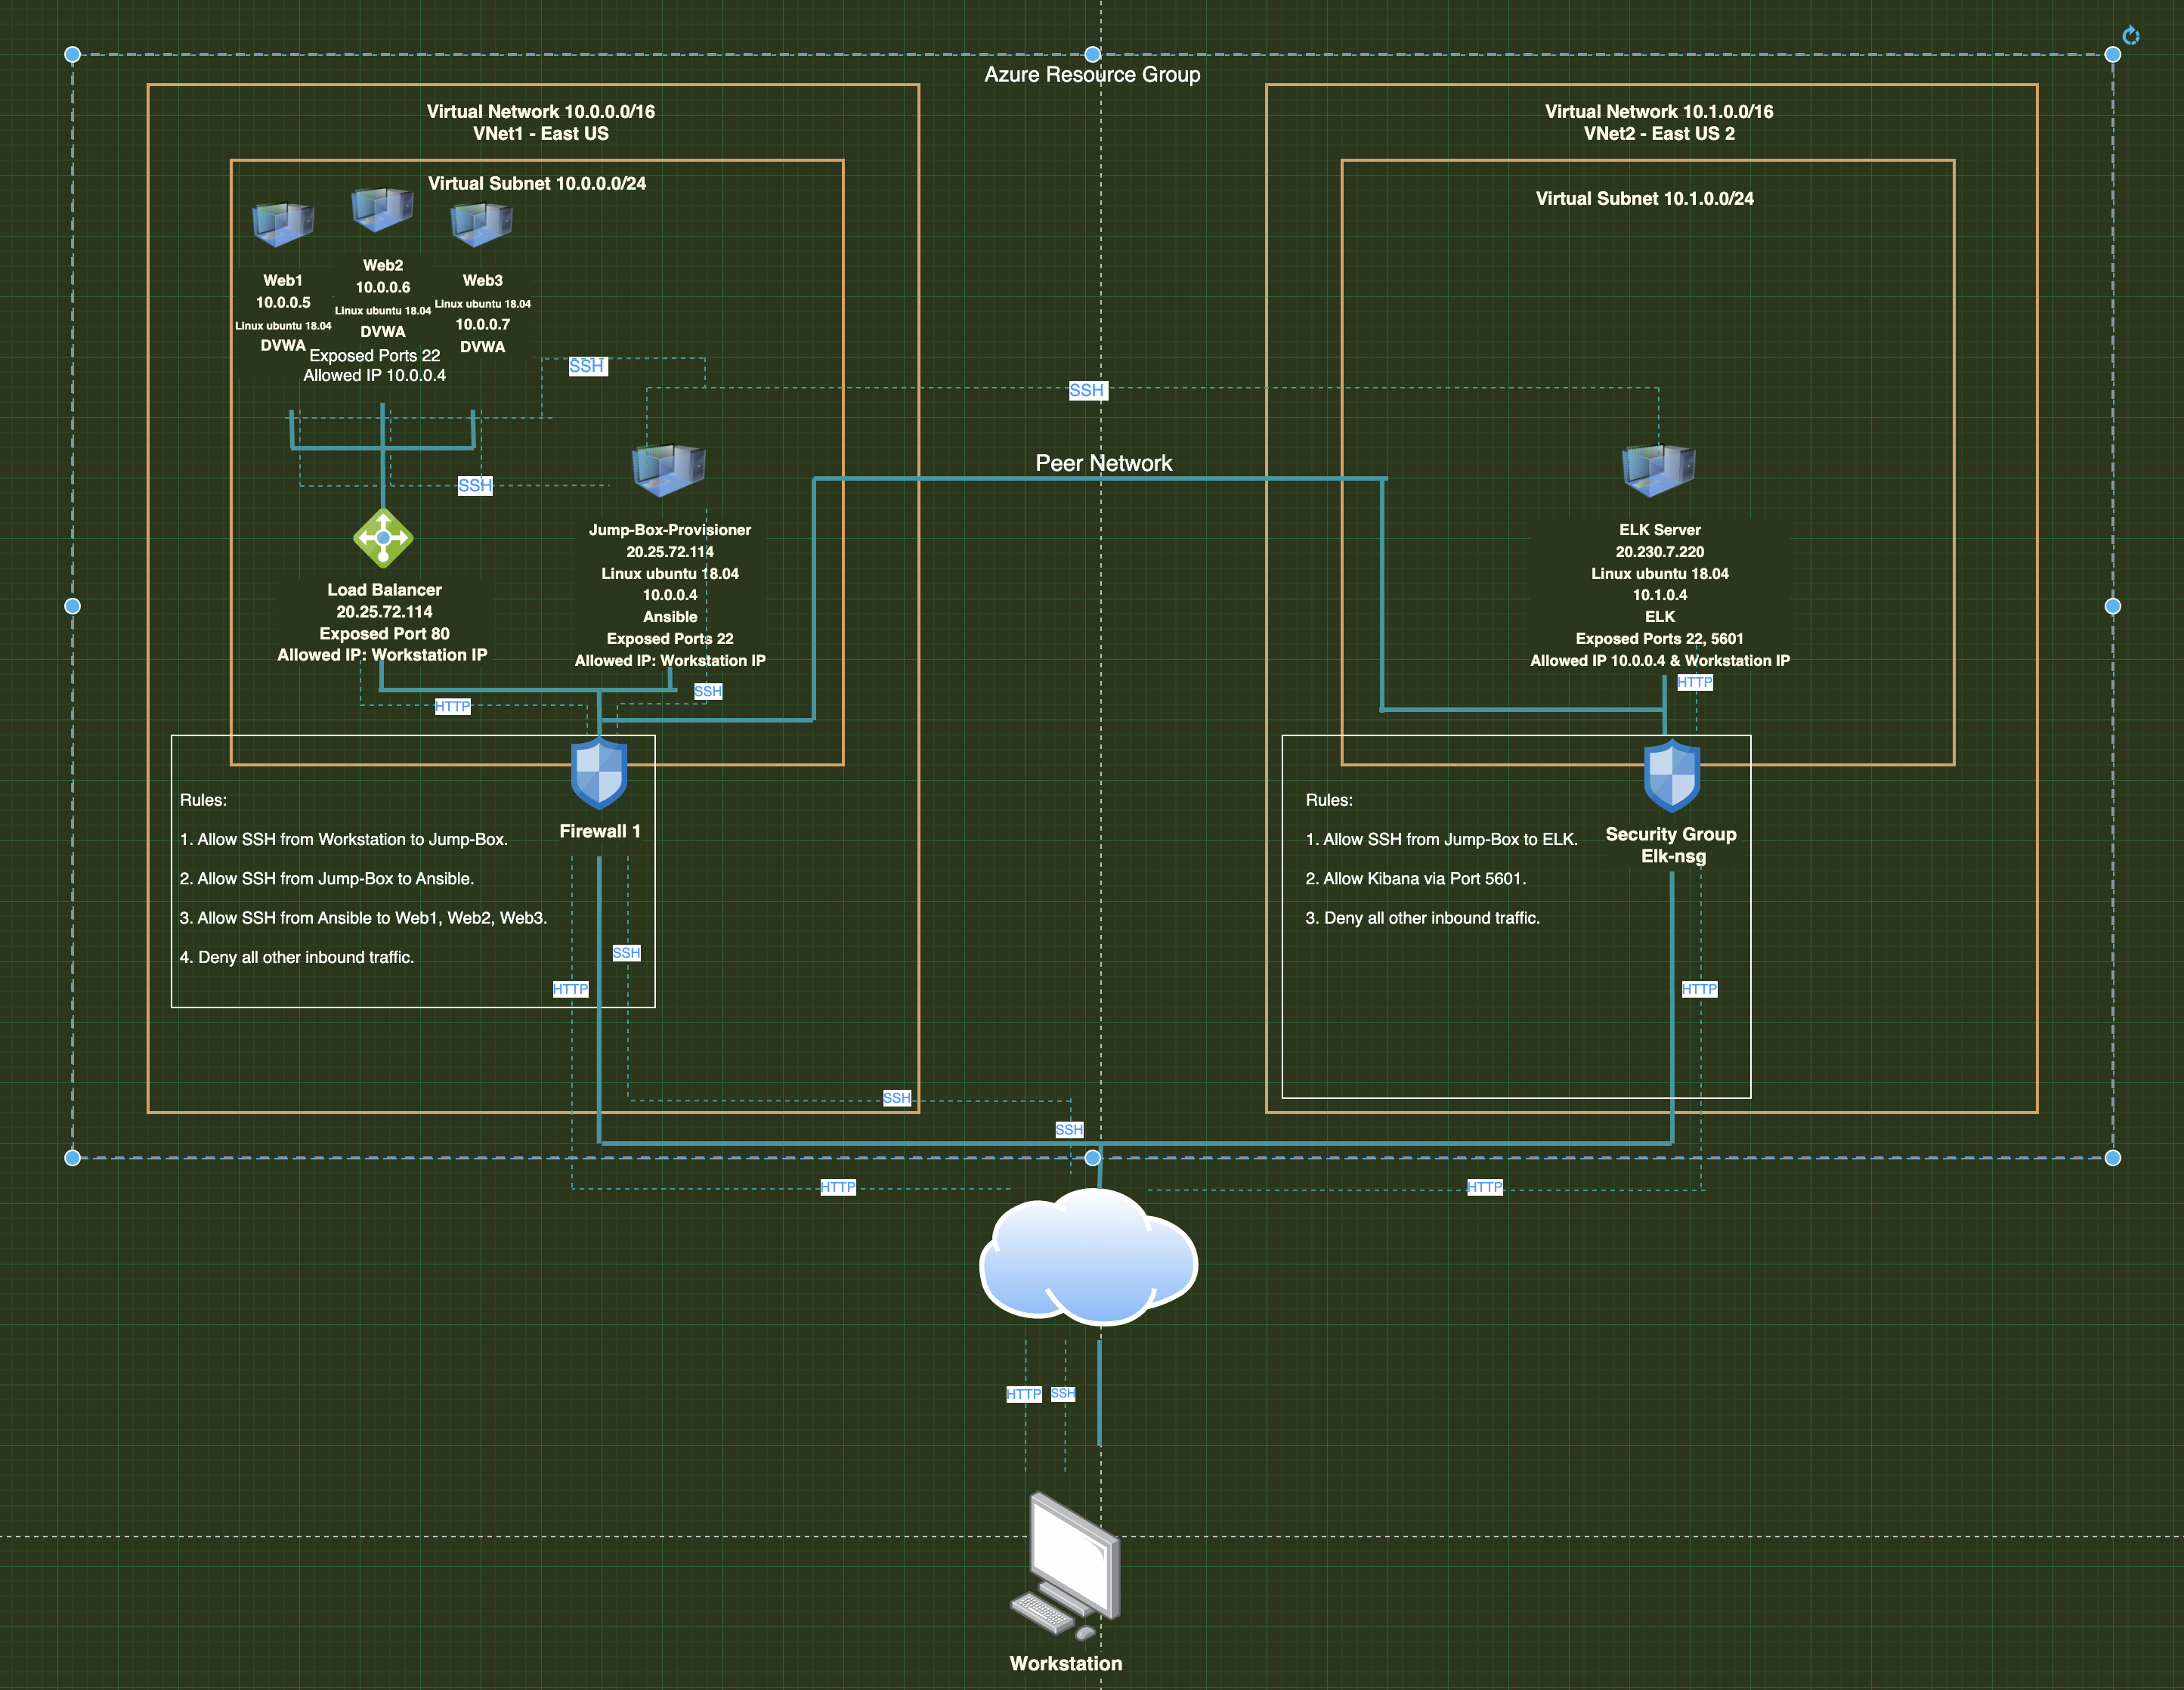 Azure Resource Group
Virtual Network 10.0.0.0/16
VNet1 - East US
Virtual Subnet 10.0.0.0/24
Web1
10.0.0.5
Linux ubuntu 18.04
DVWA
Web2
10.0.0.6
Linux ubuntu 18.04
DVWA
Web3
Linux ubuntu 18.04
10.0.0.7
DVWA
Exposed Ports 22
Allowed IP 10.0.0.4
SSH
SSH
SSH
Peer Network
Load Balancer
20.25.72.114
Exposed Port 80
Allowed IP: Workstation IP
Jump-Box-Provisioner
20.25.72.114
Linux ubuntu 18.04
10.0.0.4
Ansible
Exposed Ports 22
Allowed IP: Workstation IP
HTTP
SSH
Rules:
1. Allow SSH from Workstation to Jump-Box.
2. Allow SSH from Jump-Box to Ansible.
3. Allow SSH from Ansible to Web1, Web2, Web3.
4. Deny all other inbound traffic.
Firewall 1
SSH
HTTP
SSH
SSH
HTTP
Virtual Network 10.1.0.0/16
VNet2 - East US 2
Virtual Subnet 10.1.0.0/24
ELK Server
20.230.7.220
Linux ubuntu 18.04
10.1.0.4
ELK
Exposed Ports 22, 5601
Allowed IP 10.0.0.4 & Workstation IP
HTTP
Rules:
1. Allow SSH from Jump-Box to ELK.
2. Allow Kibana via Port 5601.
3. Deny all other inbound traffic.
Security Group
Elk-nsg
HTTP
HTTP
HTTP
SSH
Workstation